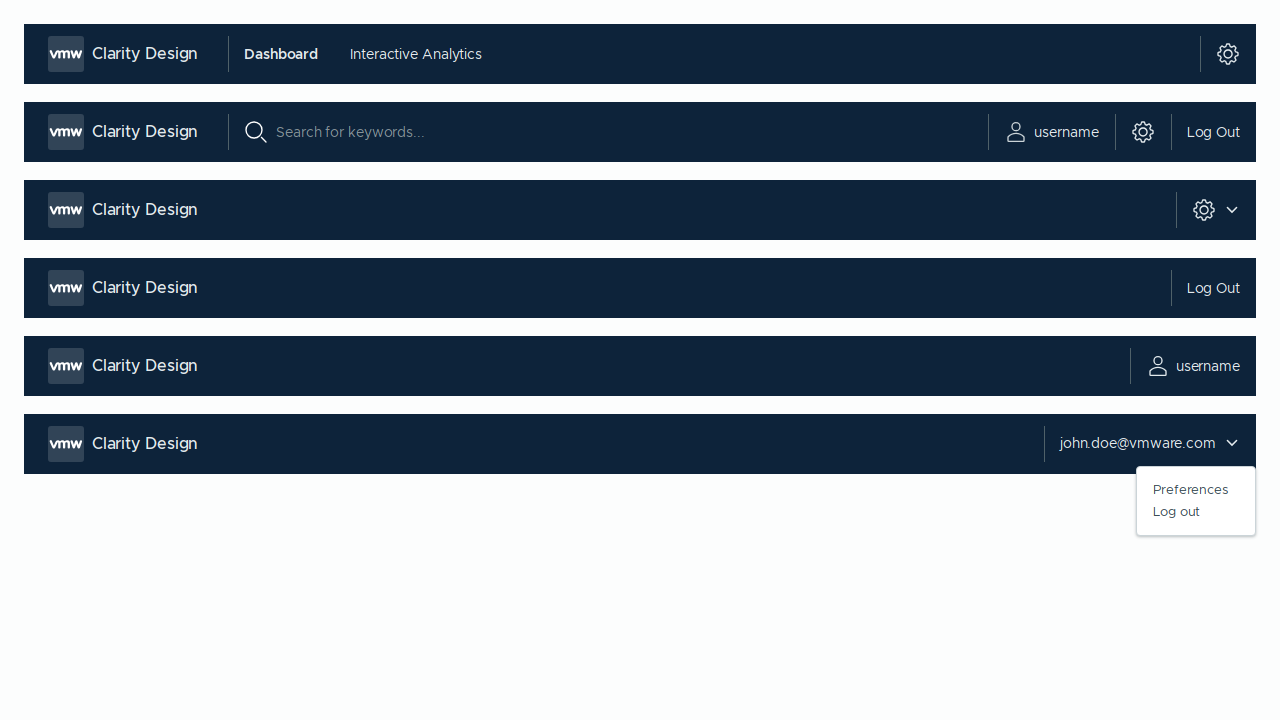 vmw Clarity Design Dashboard Interactive Analytics
vmw Clarity Design Search for keywords... username Log Out
vmw Clarity Design
vmw Clarity Design Log Out
vmw Clarity Design username
vmw Clarity Design john.doe@vmware.com
Preferences
Log out